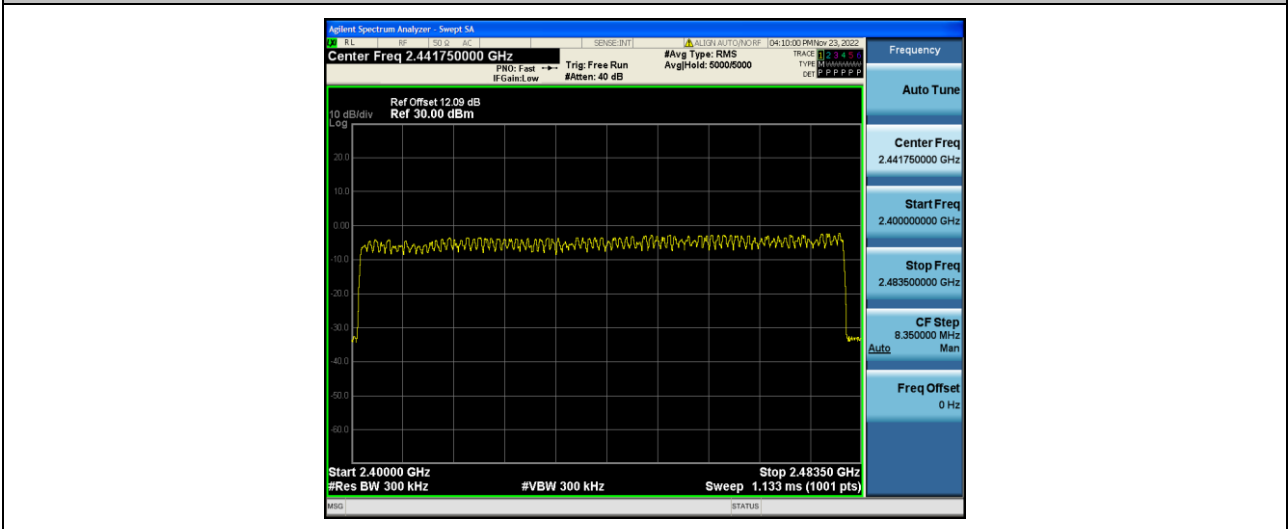 Agilent Spectrum Analyzer - Swept SA
RL RF 50 Ω AC SENSE:INT ALIGN AUTO/NO RF 04:10:00 PM Nov 23, 2022
Center Freq 2.441750000 GHz
PNO: Fast
IFGain:Low
Trig: Free Run
#Atten: 40 dB
#Avg Type: RMS
Avg|Hold: 5000/5000
TRACE 1 2 3 4 5 6
TYPE M
DET P P P P P P
Ref Offset 12.09 dB
10 dB/div Ref 30.00 dBm
Log
20.0
10.0
0.00
-10.0
-20.0
-30.0
-40.0
-50.0
-60.0
Start 2.40000 GHz Stop 2.48350 GHz
#Res BW 300 kHz #VBW 300 kHz Sweep 1.133 ms (1001 pts)
MSG STATUS
Frequency
Auto Tune
Center Freq
2.441750000 GHz
Start Freq
2.400000000 GHz
Stop Freq
2.483500000 GHz
CF Step
8.350000 MHz
Auto Man
Freq Offset
0 Hz